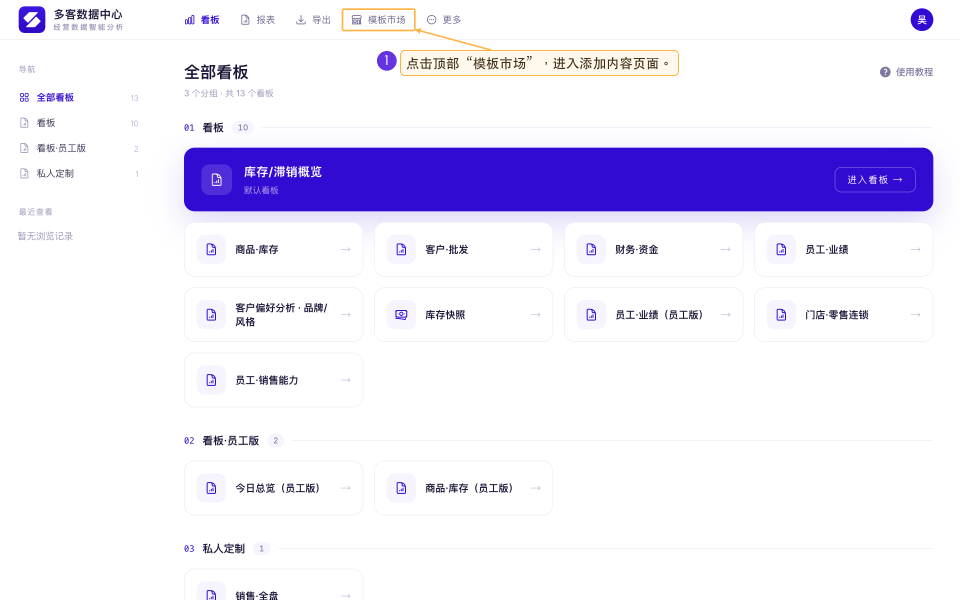 多客数据中心
经营数据智能分析
看板
报表
导出
模板市场
更多
吴
1
点击顶部“模板市场”，进入添加内容页面。
导航
全部看板 13
看板 10
看板·员工版 2
私人定制 1
最近查看
暂无浏览记录
全部看板
3 个分组 · 共 13 个看板
? 使用教程
01 看板 10
库存/滞销概览
默认看板
进入看板 →
商品·库存 →
客户·批发 →
财务·资金 →
员工·业绩 →
客户偏好分析 · 品牌/
风格 →
库存快照 →
员工·业绩（员工版） →
门店·零售连锁 →
员工·销售能力 →
02 看板·员工版 2
今日总览（员工版） →
商品·库存（员工版） →
03 私人定制 1
销售·全盘 →